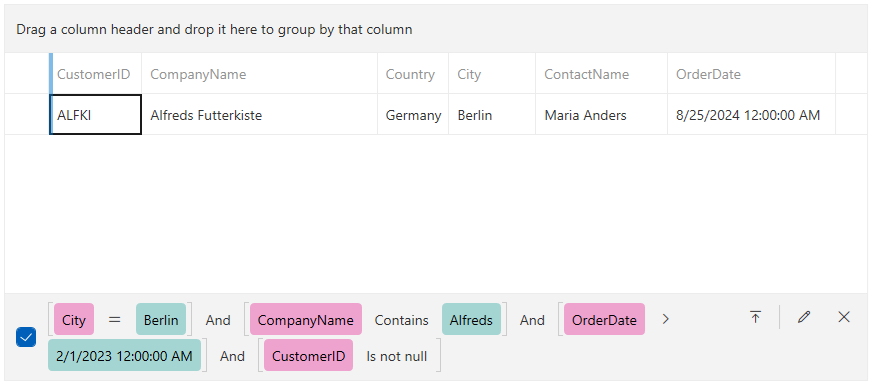 Drag a column header and drop it here to group by that column
CustomerID CompanyName Country City ContactName OrderDate
ALFKI Alfreds Futterkiste Germany Berlin Maria Anders 8/25/2024 12:00:00 AM
[City = Berlin] And [CompanyName Contains Alfreds] And [OrderDate >
2/1/2023 12:00:00 AM] And [CustomerID Is not null]